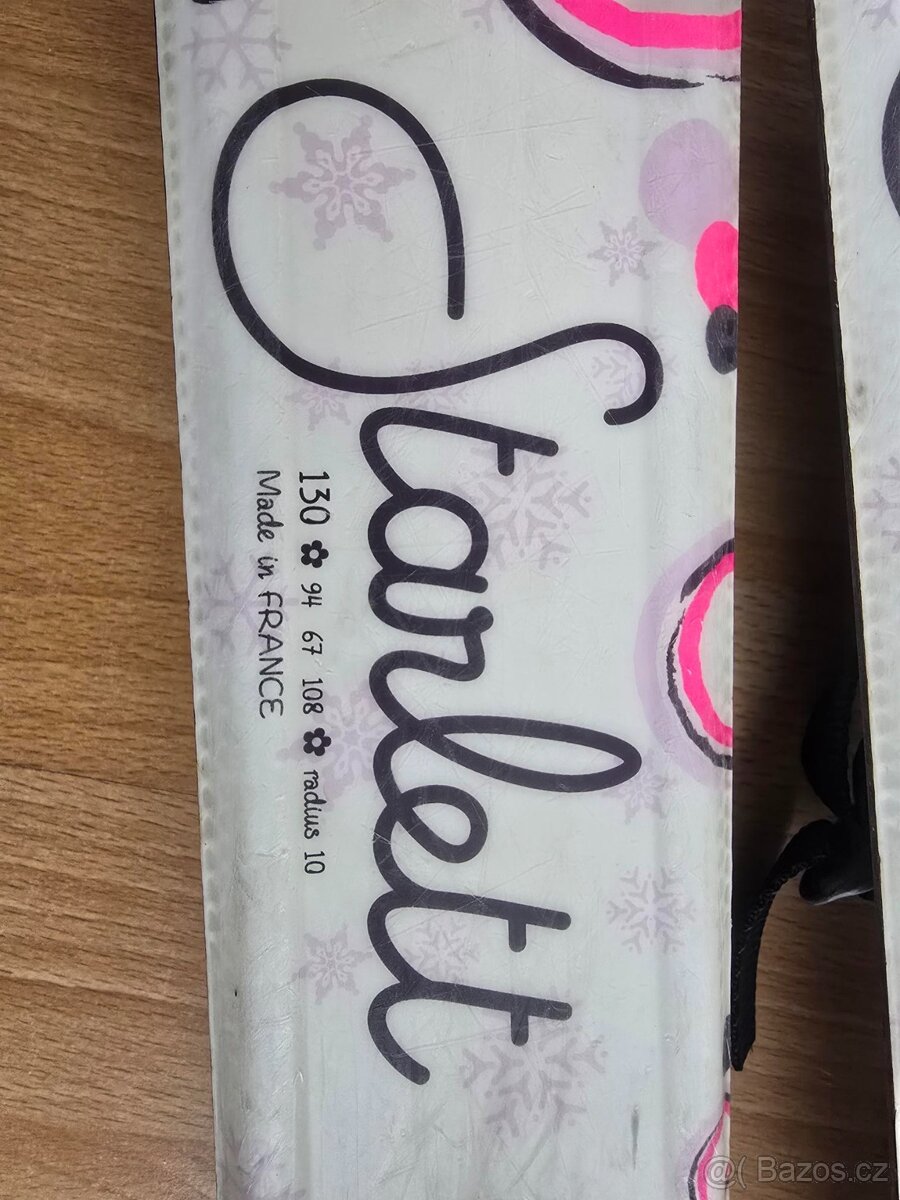 Starlett
130 ✿ 94 67 108 ✿ radius 10
Made in FRANCE
@( Bazos.cz